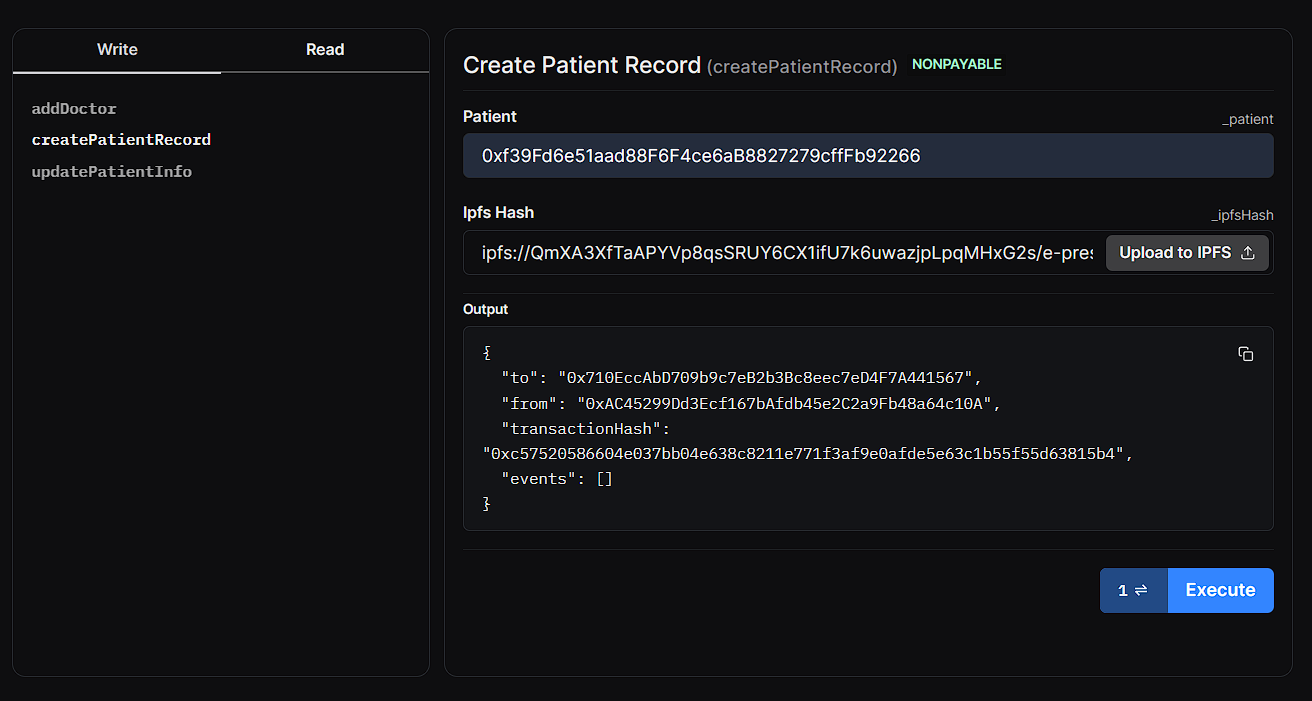 Write
Read
addDoctor
createPatientRecord
updatePatientInfo
Create Patient Record (createPatientRecord) NONPAYABLE
Patient
_patient
0xf39Fd6e51aad88F6F4ce6aB8827279cffFb92266
Ipfs Hash
_ipfsHash
ipfs://QmXA3XfTaAPYVp8qsSRUY6CX1ifU7k6uwazjpLpqMHxG2s/e-pres
Upload to IPFS
Output
{
"to": "0x710EccAbD709b9c7eB2b3Bc8eec7eD4F7A441567",
"from": "0xAC45299Dd3Ecf167bAfdb45e2C2a9Fb48a64c10A",
"transactionHash":
"0xc57520586604e037bb04e638c8211e771f3af9e0afde5e63c1b55f55d63815b4",
"events": []
}
1 ⇌
Execute